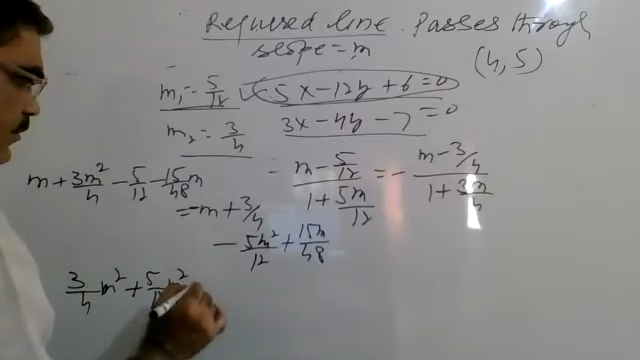 Required line Passes through
slope = m (4, 5)
m₁ = 5/12 ✓ 5x - 12y + 6 = 0
m₂ = 3/4 3x - 4y - 7 = 0
(m - 5/12)/(1 + 5m/12) = - (m - 3/4)/(1 + 3m/4)
m + 3m²/4 - 5/12 - 15/48 m
= -m + 3/4
- 5m²/12 + 15m/48
3/4 m² + 5/12 m²